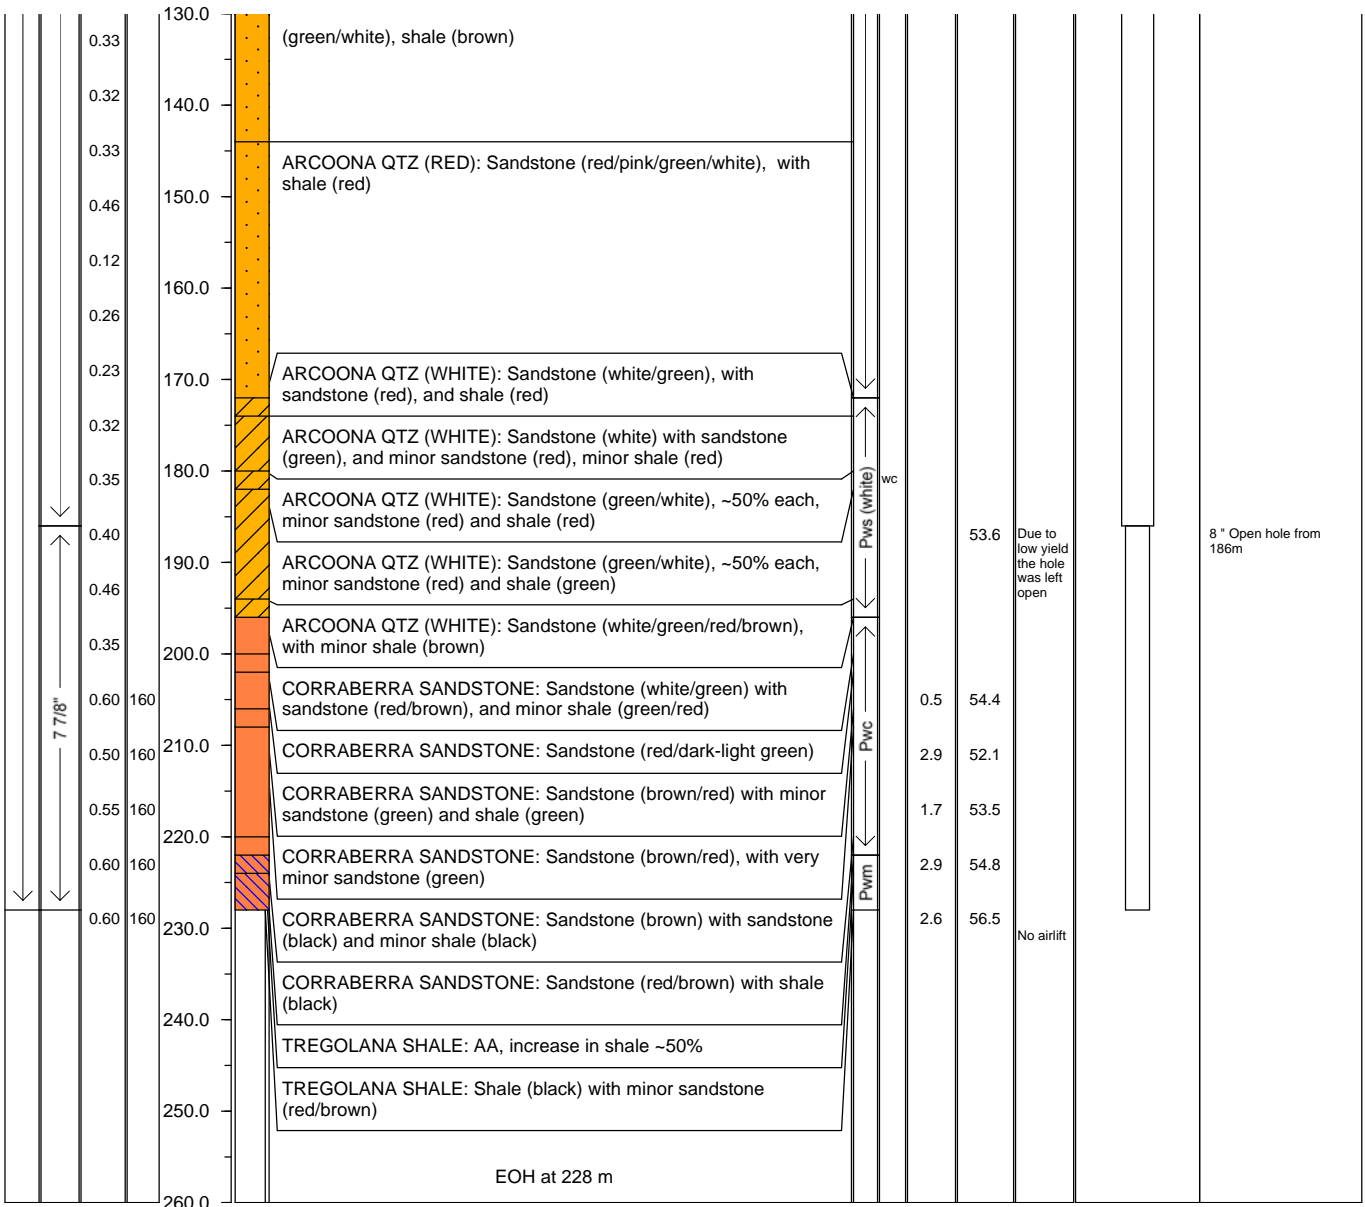 130.0
(green/white), shale (brown)
0.33
0.32
140.0
0.33
ARCOONA QTZ (RED): Sandstone (red/pink/green/white), with
shale (red)
150.0
0.46
0.12
160.0
0.26
0.23
170.0
ARCOONA QTZ (WHITE): Sandstone (white/green), with
sandstone (red), and shale (red)
0.32
ARCOONA QTZ (WHITE): Sandstone (white) with sandstone
(green), and minor sandstone (red), minor shale (red)
180.0
0.35
Pws (white)
wc
ARCOONA QTZ (WHITE): Sandstone (green/white), ~50% each,
minor sandstone (red) and shale (red)
0.40
53.6
Due to
low yield
the hole
was left
open
8 " Open hole from
186m
190.0
ARCOONA QTZ (WHITE): Sandstone (green/white), ~50% each,
minor sandstone (red) and shale (green)
0.46
ARCOONA QTZ (WHITE): Sandstone (white/green/red/brown),
with minor shale (brown)
0.35
200.0
CORRABERRA SANDSTONE: Sandstone (white/green) with
sandstone (red/brown), and minor shale (green/red)
7 7/8"
0.60 160
0.5 54.4
210.0
Pwc
CORRABERRA SANDSTONE: Sandstone (red/dark-light green)
0.50 160
2.9 52.1
CORRABERRA SANDSTONE: Sandstone (brown/red) with minor
sandstone (green) and shale (green)
0.55 160
1.7 53.5
220.0
CORRABERRA SANDSTONE: Sandstone (brown/red), with very
minor sandstone (green)
0.60 160
2.9 54.8
Pwm
CORRABERRA SANDSTONE: Sandstone (brown) with sandstone
(black) and minor shale (black)
0.60 160
2.6 56.5
230.0
No airlift
CORRABERRA SANDSTONE: Sandstone (red/brown) with shale
(black)
240.0
TREGOLANA SHALE: AA, increase in shale ~50%
TREGOLANA SHALE: Shale (black) with minor sandstone
(red/brown)
250.0
EOH at 228 m
260.0